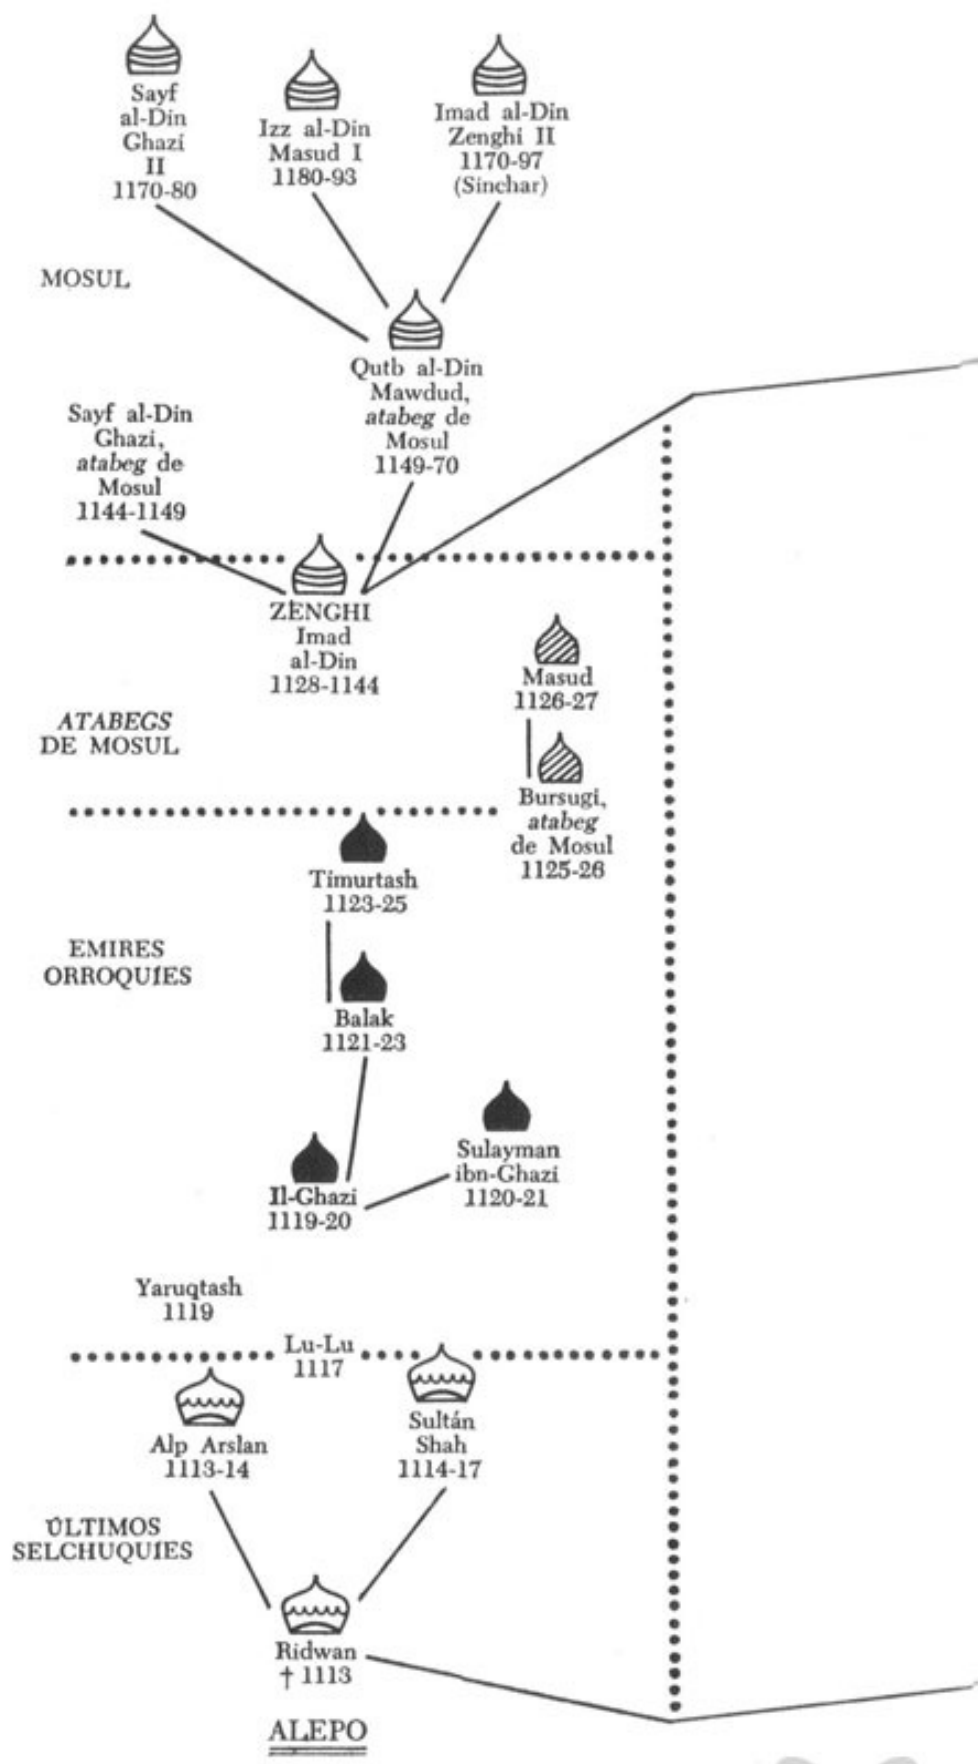 Sayf
al-Din
Ghazi
II
1170-80
Izz al-Din
Masud I
1180-93
Imad al-Din
Zenghi II
1170-97
(Sinchar)
MOSUL
Qutb al-Din
Mawdud,
atabeg de
Mosul
1149-70
Sayf al-Din
Ghazi,
atabeg de
Mosul
1144-1149
ZENGHI
Imad
al-Din
1128-1144
Masud
1126-27
ATABEGS
DE MOSUL
Bursugi,
atabeg
de Mosul
1125-26
Timurtash
1123-25
EMIRES
ORROQUÍES
Balak
1121-23
Sulayman
ibn-Ghazi
1120-21
Il-Ghazi
1119-20
Yaruqtash
1119
Lu-Lu
1117
Alp Arslan
1113-14
Sultán
Shah
1114-17
ÚLTIMOS
SELCHUQUÍES
Ridwan
† 1113
ALEPO